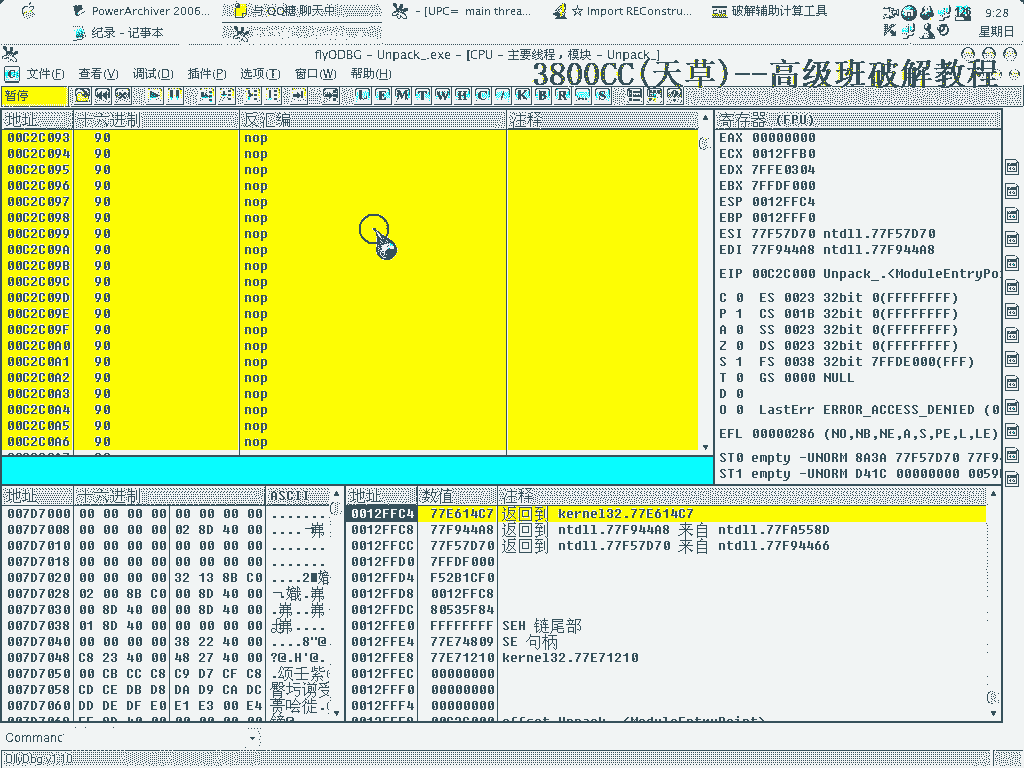 PowerArchiver 2006...
与 QQ糖 聊天中
- [UPC= main threa...
☆ Import REConstru...
破解辅助计算工具
126
9:28
纪录 - 记事本
星期日
flyODBG - Unpack_.exe - [CPU - 主要线程, 模块 - Unpack_]
文件(F) 查看(V) 调试(D) 插件(P) 选项(T) 窗口(W) 帮助(H)
3800CC(天草)--高级班破解教程
暂停
L E M T W H C / K B R ... S
地址 十六进制 反汇编 注释
00C2C093 90 nop
00C2C094 90 nop
00C2C095 90 nop
00C2C096 90 nop
00C2C097 90 nop
00C2C098 90 nop
00C2C099 90 nop
00C2C09A 90 nop
00C2C09B 90 nop
00C2C09C 90 nop
00C2C09D 90 nop
00C2C09E 90 nop
00C2C09F 90 nop
00C2C0A0 90 nop
00C2C0A1 90 nop
00C2C0A2 90 nop
00C2C0A3 90 nop
00C2C0A4 90 nop
00C2C0A5 90 nop
00C2C0A6 90 nop
寄存器 (FPU)
EAX 00000000
ECX 0012FFB0
EDX 7FFE0304
EBX 7FFDF000
ESP 0012FFC4
EBP 0012FFF0
ESI 77F57D70 ntdll.77F57D70
EDI 77F944A8 ntdll.77F944A8
EIP 00C2C000 Unpack_.<ModuleEntryPo
C 0 ES 0023 32bit 0(FFFFFFFF)
P 1 CS 001B 32bit 0(FFFFFFFF)
A 0 SS 0023 32bit 0(FFFFFFFF)
Z 0 DS 0023 32bit 0(FFFFFFFF)
S 1 FS 0038 32bit 7FFDE000(FFF)
T 0 GS 0000 NULL
D 0
O 0 LastErr ERROR_ACCESS_DENIED (0
EFL 00000286 (NO,NB,NE,A,S,PE,L,LE)
ST0 empty -UNORM 8A3A 77F57D70 77F9
ST1 empty -UNORM D41C 00000000 0059
地址 十六进制 ASCII
007D7000 00 00 00 00 00 00 00 00 ........
007D7008 00 00 00 00 02 8D 40 00
007D7010 00 00 00 00 00 00 00 00 ........
007D7018 00 00 00 00 00 00 00 00 ........
007D7020 00 00 00 00 32 13 8B C0
007D7028 02 00 8B C0 00 8D 40 00
007D7030 00 8D 40 00 00 8D 40 00
007D7038 01 8D 40 00 00 00 00 00
007D7040 00 00 00 00 38 22 40 00 ....8"@.
007D7048 C8 23 40 00 48 27 40 00 ?@.H'@.
007D7050 00 CB CC C8 C9 D7 CF C8
007D7058 CD CE DB D8 DA D9 CA DC
007D7060 DD DE DF E0 E1 E3 00 E4
地址 数值 注释
0012FFC4 77E614C7 返回到 kernel32.77E614C7
0012FFC8 77F944A8 返回到 ntdll.77F944A8 来自 ntdll.77FA558D
0012FFCC 77F57D70 返回到 ntdll.77F57D70 来自 ntdll.77F94466
0012FFD0 7FFDF000
0012FFD4 F52B1CF0
0012FFD8 0012FFC8
0012FFDC 80535F84
0012FFE0 FFFFFFFF SEH 链尾部
0012FFE4 77E74809 SE 句柄
0012FFE8 77E71210 kernel32.77E71210
0012FFEC 00000000
0012FFF0 00000000
0012FFF4 00000000
Command
OllyDbg v1.10